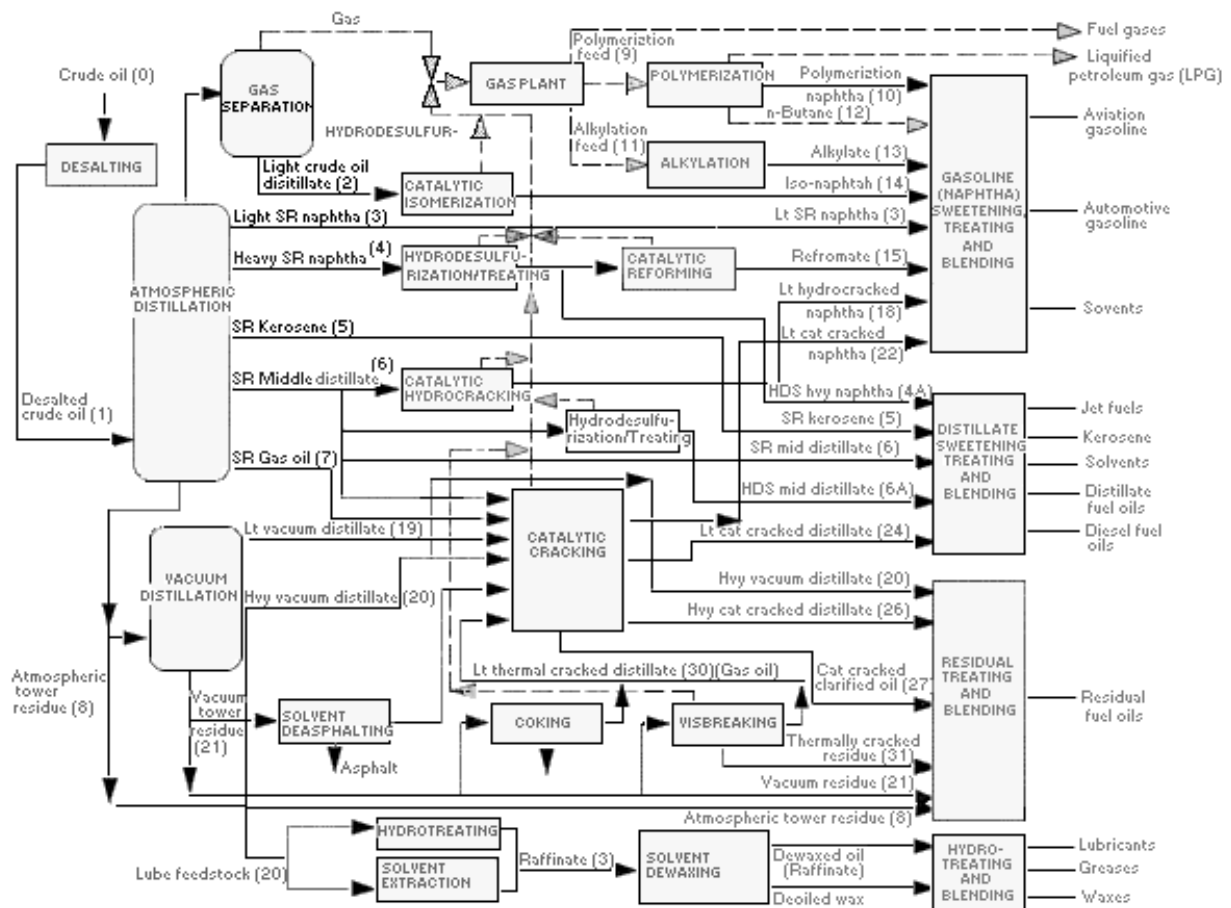 Gas
Fuel gases
Polymeriztion
feed (9)
Liquified
petroleum gas (LPG)
Crude oil (0)
GAS
SEPARATION
GAS PLANT
POLYMERIZATION
Polymeriztion
naphtha (10)
n-Butane (12)
Aviation
gasoline
HYDRODESULFUR-
Alkylation
feed (11)
DESALTING
ALKYLATION
Alkylate (13)
Light crude oil
disitillate (2)
CATALYTIC
ISOMERIZATION
Iso-naphtah (14)
GASOLINE
(NAPHTHA)
SWEETENING,
TREATING
AND
BLENDING
Light SR naphtha (3)
Lt SR naphtha (3)
Automotive
gasoline
Heavy SR naphtha (4)
HYDRODESULFU-
RIZATION/TREATING
CATALYTIC
REFORMING
Refromate (15)
ATMOSPHERIC
DISTILLATION
Lt hydrocracked
naphtha (18)
Sovents
SR Kerosene (5)
Lt cat cracked
naphtha (22)
SR Middle distillate (6)
CATALYTIC
HYDROCRACKING
HDS hvy naphtha (4A)
Jet fuels
Desalted
crude oil (1)
Hydrodesulfu-
rization/Treating
SR kerosene (5)
Kerosene
DISTILLATE
SWEETENING
TREATING
AND
BLENDING
SR Gas oil (7)
SR mid distillate (6)
Solvents
HDS mid distillate (6A)
Distillate
fuel oils
Lt vacuum distillate (19)
CATALYTIC
CRACKING
Lt cat cracked distillate (24)
Diesel fuel
oils
VACUUM
DISTILLATION
Hvy vacuum distillate (20)
Hvy vacuum distillate (20)
Hvy cat cracked distillate (26)
Atmospheric
tower
residue (8)
Lt thermal cracked distillate (30)(Gas oil)
Cat cracked
clarified oil (27)
RESIDUAL
TREATING
AND
BLENDING
Residual
fuel oils
Vacuum
tower
residue
(21)
SOLVENT
DEASPHALTING
COKING
VISBREAKING
Asphalt
Thermally cracked
residue (31)
Vacuum residue (21)
Atmospheric tower residue (8)
HYDROTREATING
Lube feedstock (20)
SOLVENT
EXTRACTION
Raffinate (3)
SOLVENT
DEWAXING
Dewaxed oil
(Raffinate)
Deoiled wax
HYDRO-
TREATING
AND
BLENDING
Lubricants
Greases
Waxes